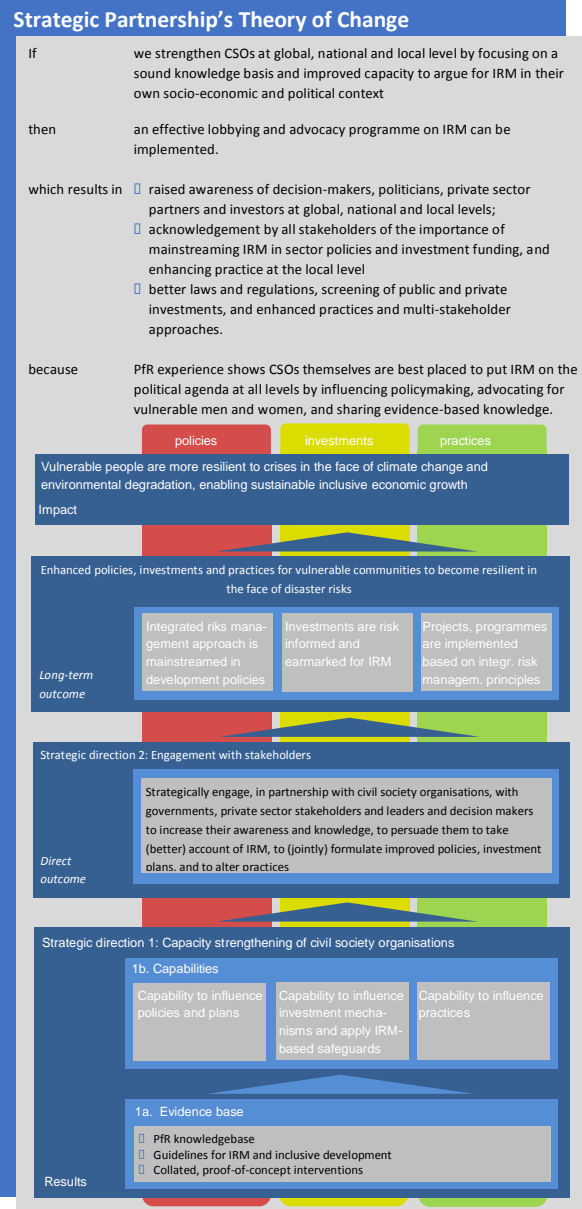 Strategic Partnership's Theory of Change
If we strengthen CSOs at global, national and local level by focusing on a
sound knowledge basis and improved capacity to argue for IRM in their
own socio-economic and political context
then an effective lobbying and advocacy programme on IRM can be
implemented.
which results in raised awareness of decision-makers, politicians, private sector
partners and investors at global, national and local levels;
acknowledgement by all stakeholders of the importance of
mainstreaming IRM in sector policies and investment funding, and
enhancing practice at the local level
better laws and regulations, screening of public and private
investments, and enhanced practices and multi-stakeholder
approaches.
because PfR experience shows CSOs themselves are best placed to put IRM on the
political agenda at all levels by influencing policymaking, advocating for
vulnerable men and women, and sharing evidence-based knowledge.
policies investments practices
Vulnerable people are more resilient to crises in the face of climate change and
environmental degradation, enabling sustainable inclusive economic growth
Impact
Enhanced policies, investments and practices for vulnerable communities to become resilient in
the face of disaster risks
Integrated riks mana-
gement approach is
mainstreamed in
development policies
Investments are risk
informed and
earmarked for IRM
Projects, programmes
are implemented
based on integr. risk
managem. principles
Long-term
outcome
Strategic direction 2: Engagement with stakeholders
Strategically engage, in partnership with civil society organisations, with
governments, private sector stakeholders and leaders and decision makers
to increase their awareness and knowledge, to persuade them to take
(better) account of IRM, to (jointly) formulate improved policies, investment
plans, and to alter practices
Direct
outcome
Strategic direction 1: Capacity strengthening of civil society organisations
1b. Capabilities
Capability to influence
policies and plans
Capability to influence
investment mecha-
nisms and apply IRM-
based safeguards
Capability to influence
practices
1a. Evidence base
PfR knowledgebase
Guidelines for IRM and inclusive development
Collated, proof-of-concept interventions
Results